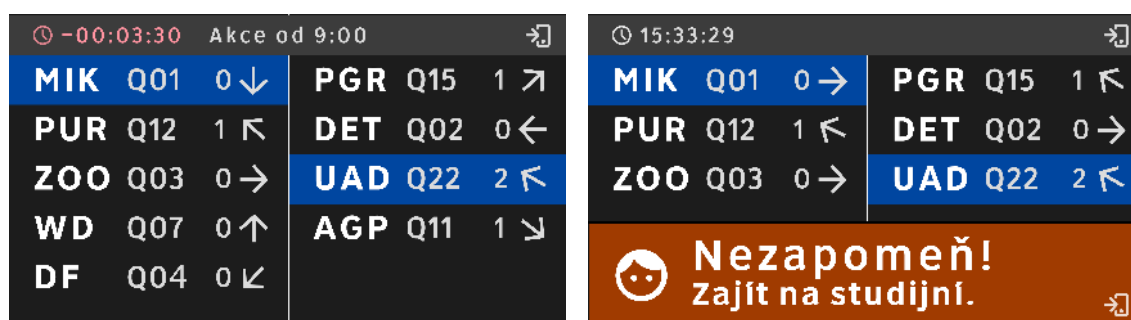 -00:03:30 Akce od 9:00
MIK Q01 0
PUR Q12 1
ZOO Q03 0
WD Q07 0
DF Q04 0
PGR Q15 1
DET Q02 0
UAD Q22 2
AGP Q11 1
15:33:29
MIK Q01 0
PUR Q12 1
ZOO Q03 0
PGR Q15 1
DET Q02 0
UAD Q22 2
Nezapomeň!
Zajít na studijní.